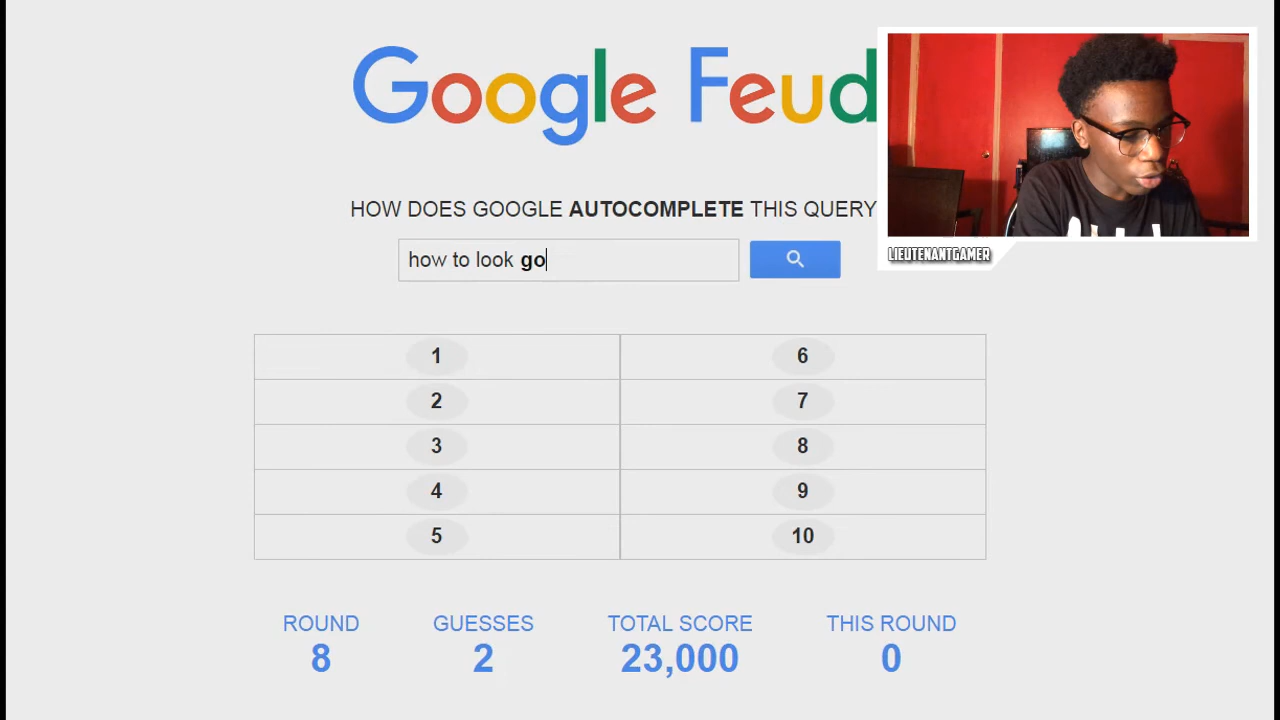 Google Feud
HOW DOES GOOGLE AUTOCOMPLETE THIS QUERY
how to look go
LIEUTENANTGAMER
1 6
2 7
3 8
4 9
5 10
ROUND GUESSES TOTAL SCORE THIS ROUND
8 2 23,000 0